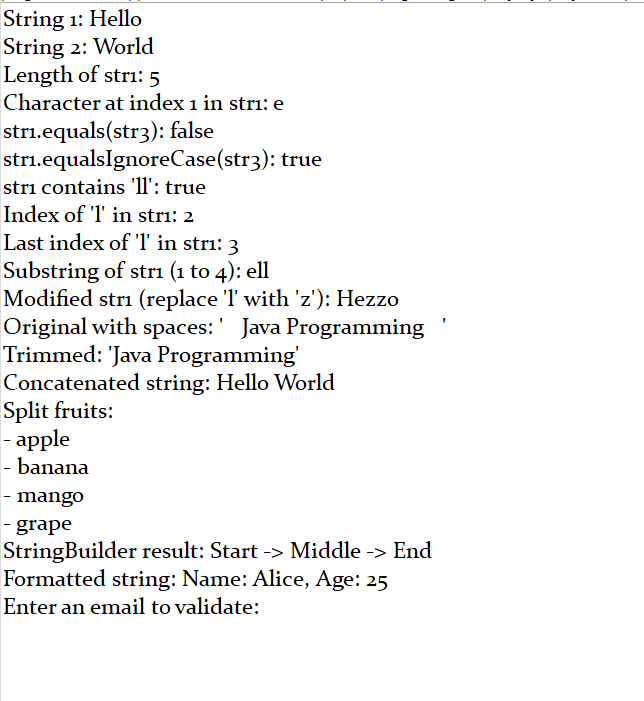 String 1: Hello
String 2: World
Length of str1: 5
Character at index 1 in str1: e
str1.equals(str3): false
str1.equalsIgnoreCase(str3): true
str1 contains 'll': true
Index of 'l' in str1: 2
Last index of 'l' in str1: 3
Substring of str1 (1 to 4): ell
Modified str1 (replace 'l' with 'z'): Hezzo
Original with spaces: '   Java Programming   '
Trimmed: 'Java Programming'
Concatenated string: Hello World
Split fruits:
- apple
- banana
- mango
- grape
StringBuilder result: Start -> Middle -> End
Formatted string: Name: Alice, Age: 25
Enter an email to validate: